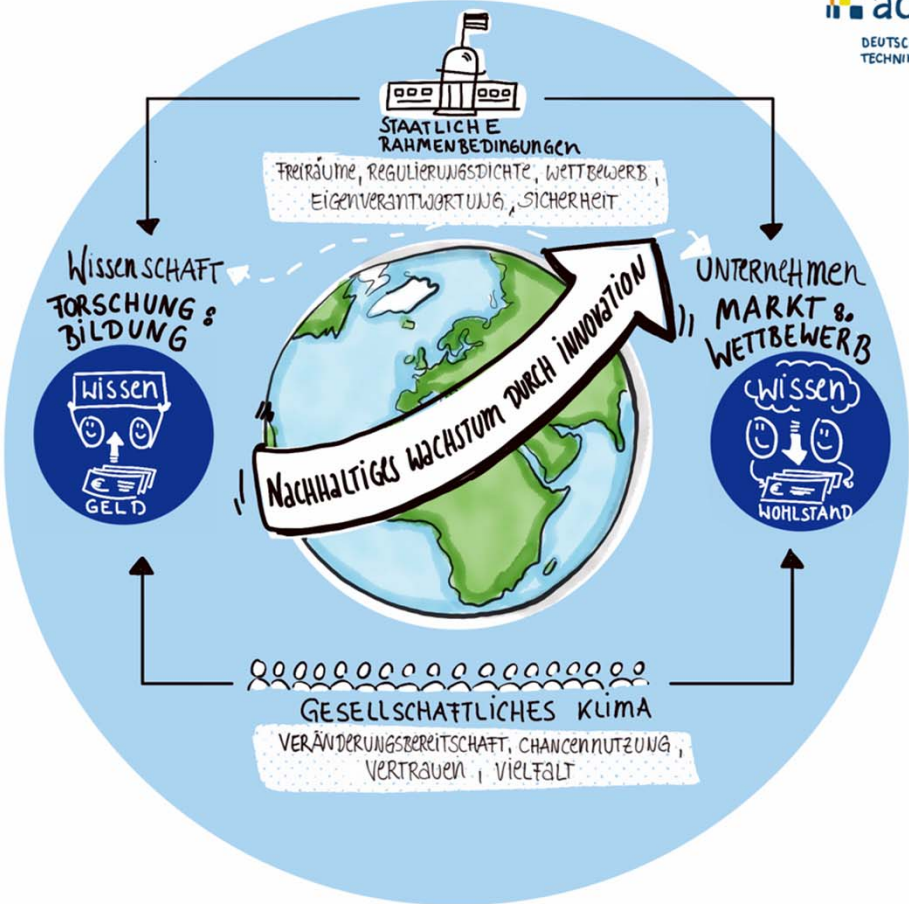 DEUTSC
TECHNI
STAATLICHE
RAHMENBEDINGUNGEN
FREIRÄUME, REGULIERUNGSDICHTE, WETTBEWERB,
EIGENVERANTWORTUNG, SICHERHEIT
WISSENSCHAFT
FORSCHUNG &
BILDUNG
WISSEN
€
GELD
UNTERNEHMEN
MARKT &
WETTBEWERB
WISSEN
€
WOHLSTAND
NACHHALTIGES WACHSTUM DURCH INNOVATION
GESELLSCHAFTLICHES KLIMA
VERÄNDERUNGSBEREITSCHAFT, CHANCENNUTZUNG,
VERTRAUEN, VIELFALT